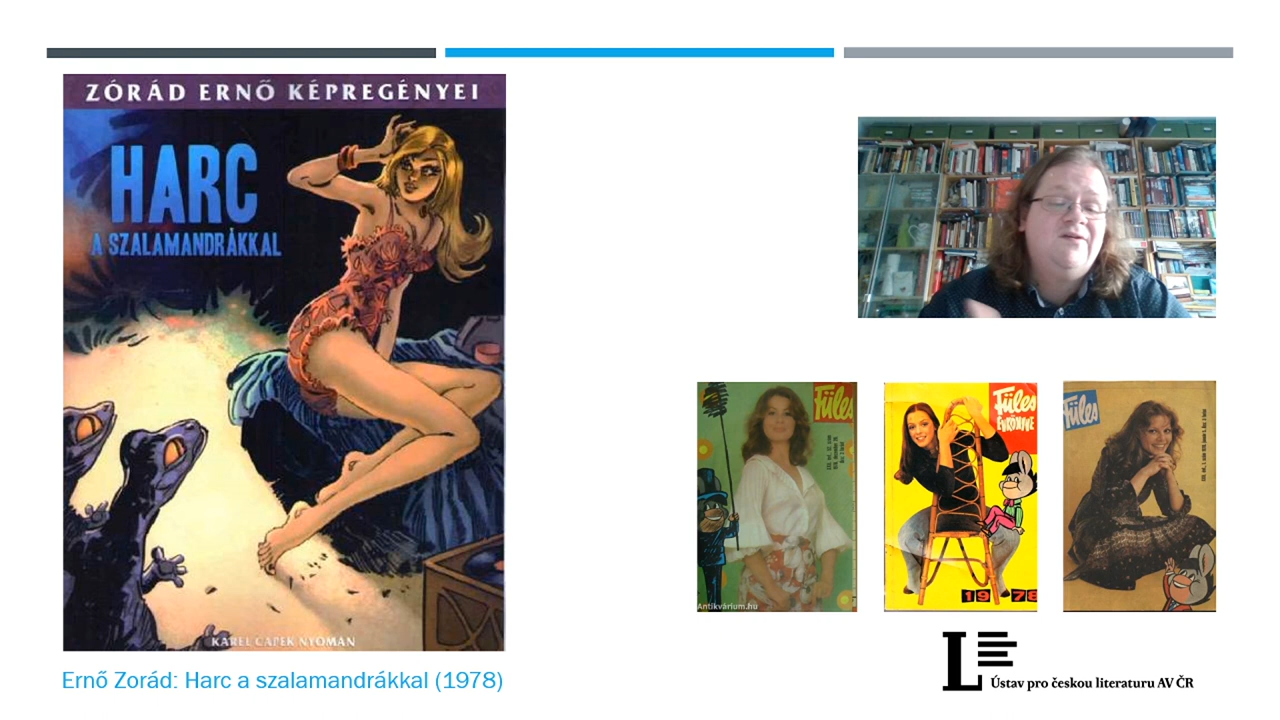 ZÓRÁD ERNŐ KÉPREGÉNYEI
HARC
A SZALAMANDRÁKKAL
KAREL ČAPEK NYOMÁN
Ernő Zorád: Harc a szalamandrákkal (1978)
Füles
Antikvárium.hu
Füles
ÉVKÖNYVE
1978
Füles
Ústav pro českou literaturu AV ČR